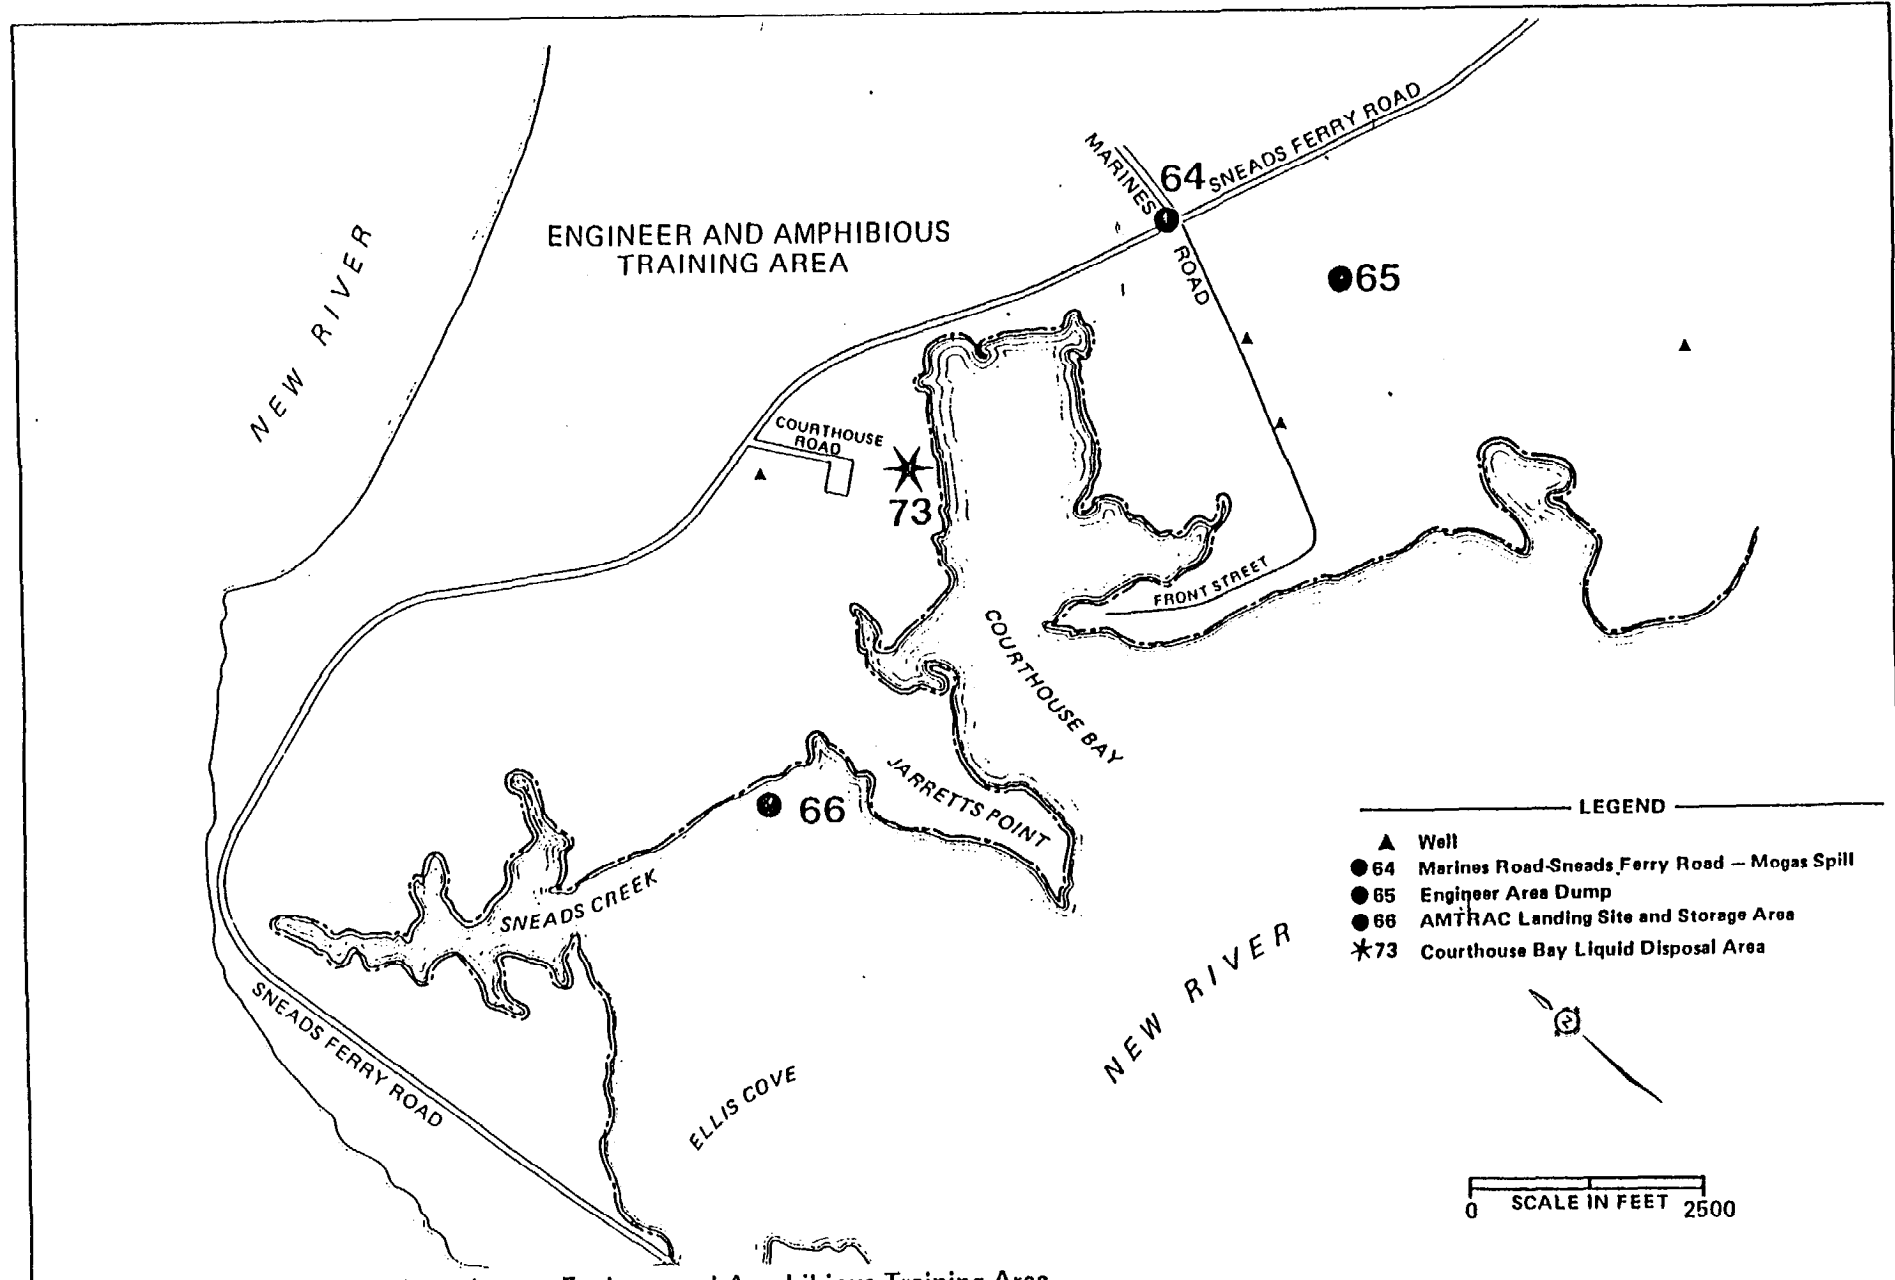 MARINES
64
SNEADS FERRY ROAD
ENGINEER AND AMPHIBIOUS
TRAINING AREA
NEW RIVER
ROAD
65
COURTHOUSE
ROAD
73
FRONT STREET
COURTHOUSE BAY
JARRETTS POINT
66
SNEADS CREEK
LEGEND
Well
64 Marines Road-Sneads Ferry Road – Mogas Spill
65 Engineer Area Dump
66 AMTRAC Landing Site and Storage Area
73 Courthouse Bay Liquid Disposal Area
NEW RIVER
SNEADS FERRY ROAD
ELLIS COVE
SCALE IN FEET
0 2500
Amphibious Training Area